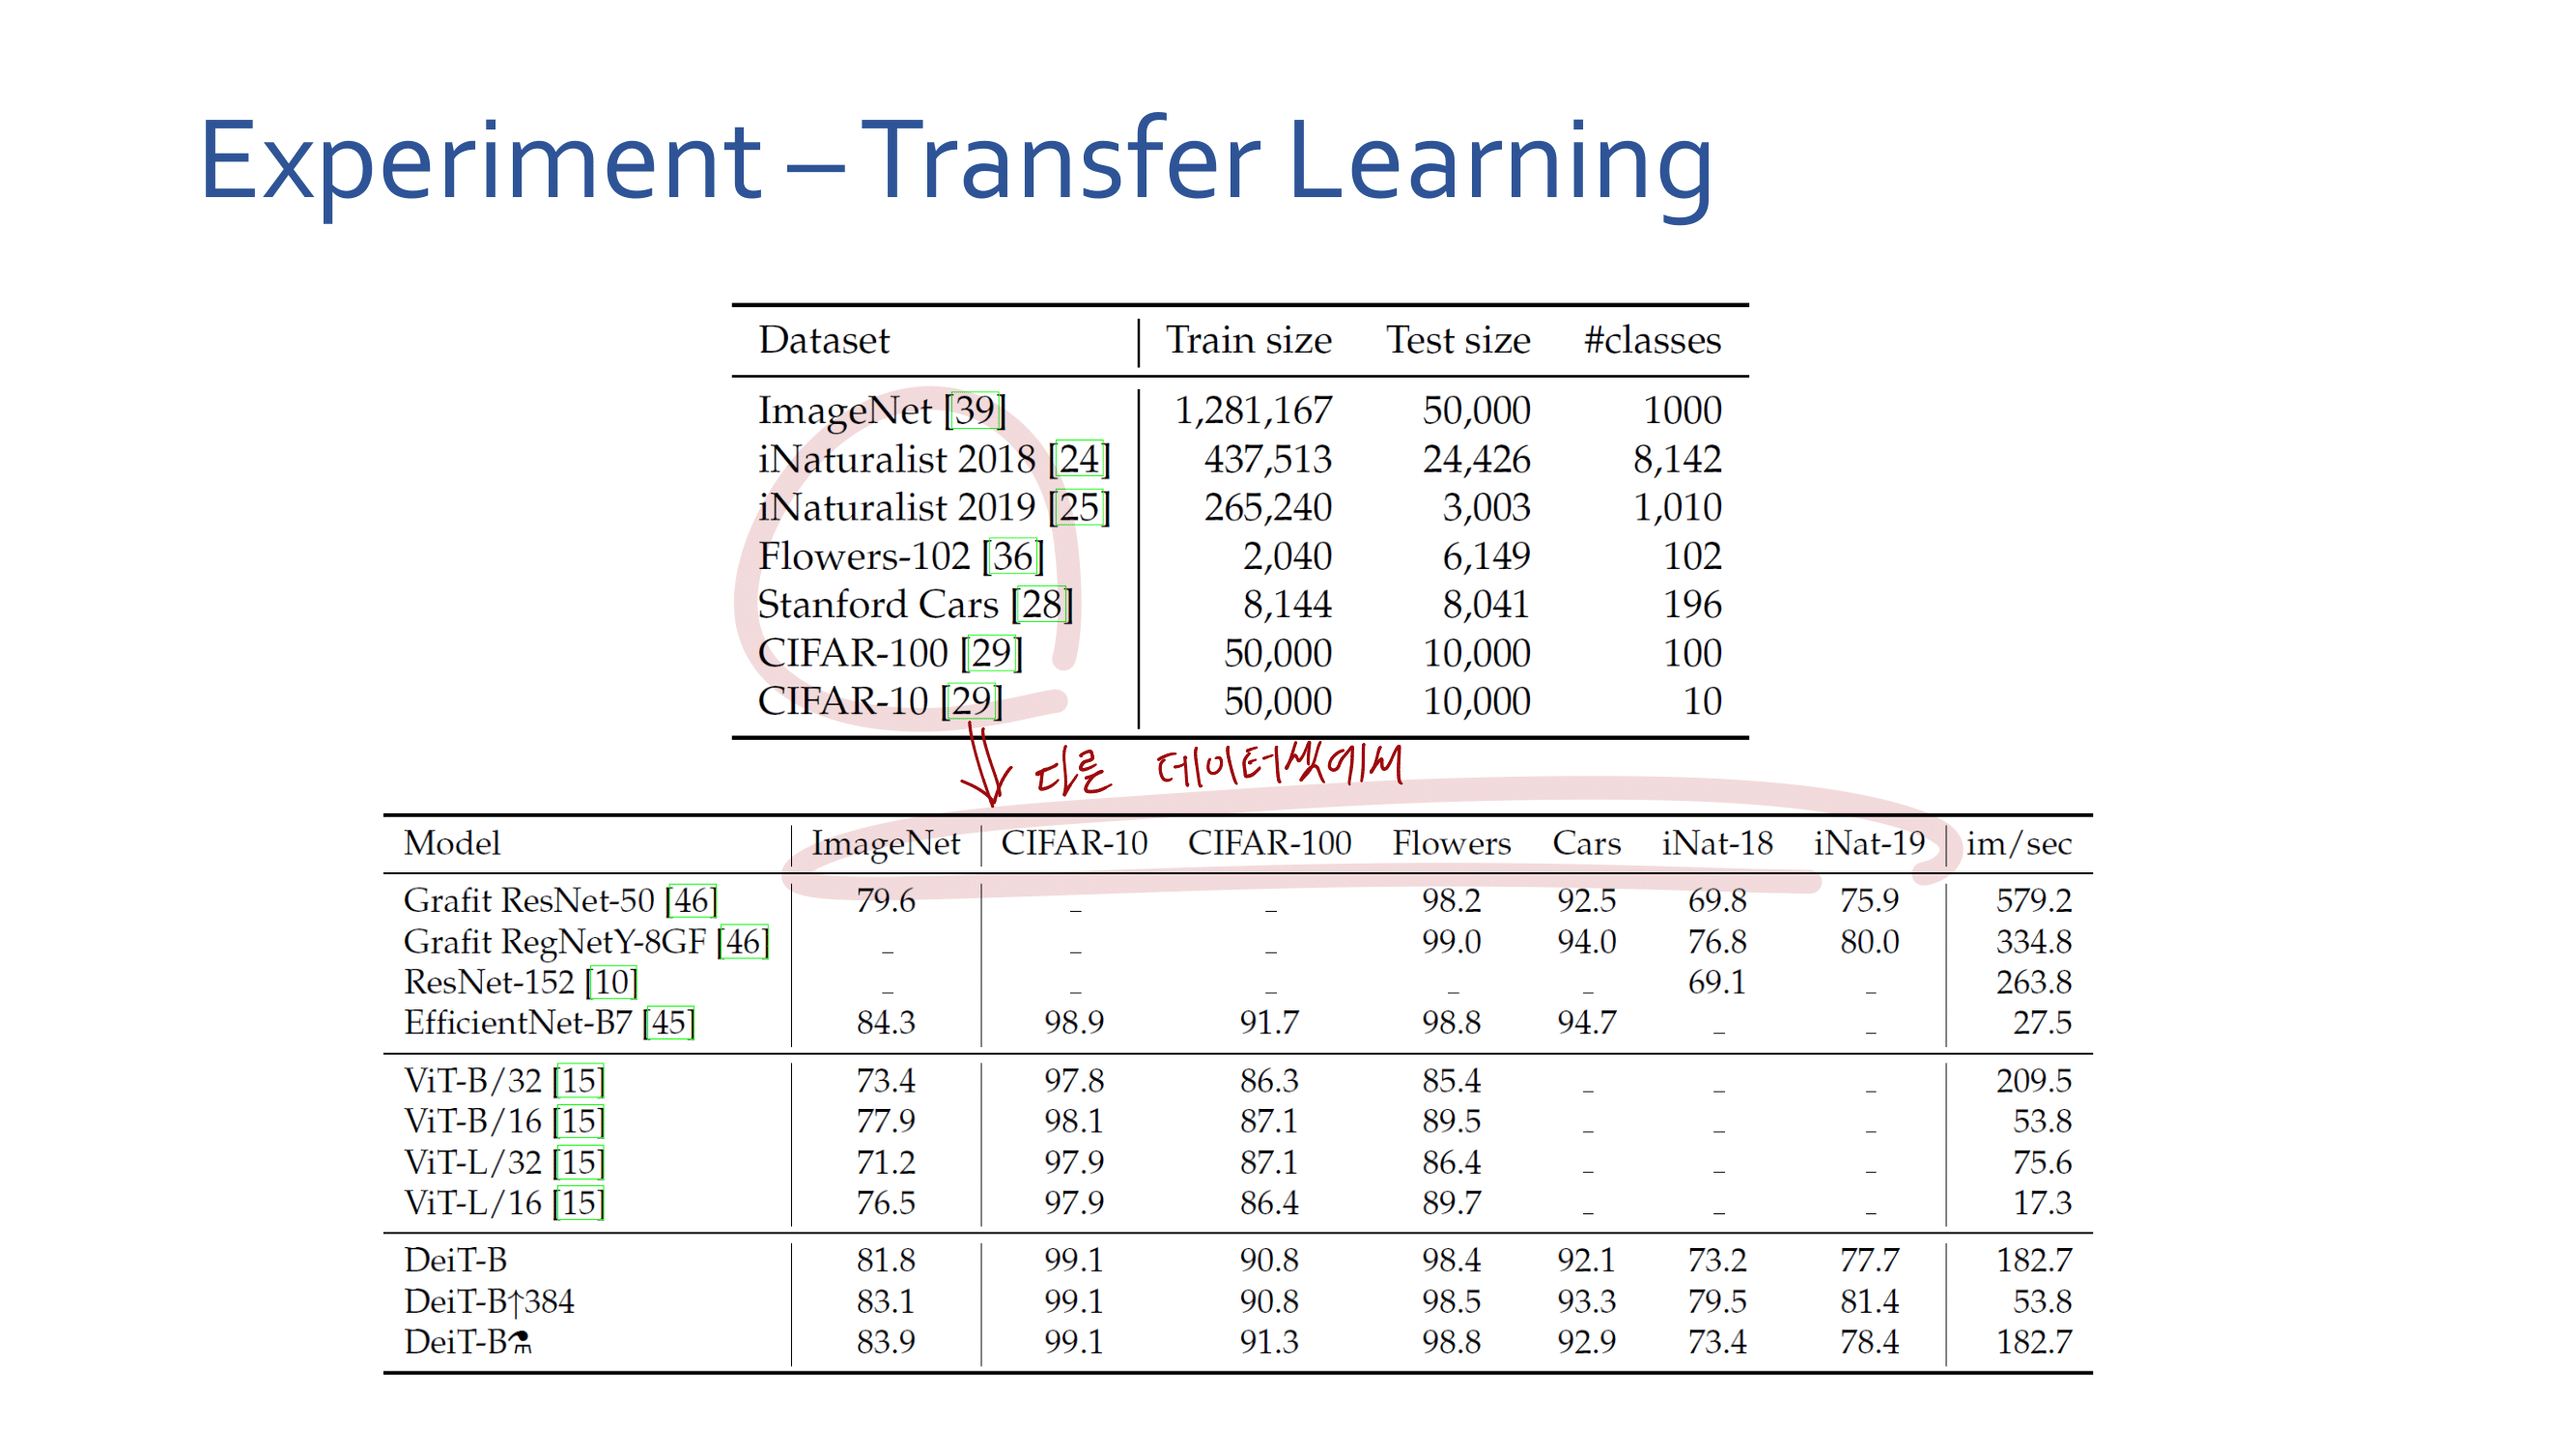 Experiment – Transfer Learning
Dataset Train size Test size #classes
ImageNet [39] 1,281,167 50,000 1000
iNaturalist 2018 [24] 437,513 24,426 8,142
iNaturalist 2019 [25] 265,240 3,003 1,010
Flowers-102 [36] 2,040 6,149 102
Stanford Cars [28] 8,144 8,041 196
CIFAR-100 [29] 50,000 10,000 100
CIFAR-10 [29] 50,000 10,000 10
다른 데이터셋에서
Model ImageNet CIFAR-10 CIFAR-100 Flowers Cars iNat-18 iNat-19 im/sec
Grafit ResNet-50 [46] 79.6 – – 98.2 92.5 69.8 75.9 579.2
Grafit RegNetY-8GF [46] – – – 99.0 94.0 76.8 80.0 334.8
ResNet-152 [10] – – – – – 69.1 – 263.8
EfficientNet-B7 [45] 84.3 98.9 91.7 98.8 94.7 – – 27.5
ViT-B/32 [15] 73.4 97.8 86.3 85.4 – – – 209.5
ViT-B/16 [15] 77.9 98.1 87.1 89.5 – – – 53.8
ViT-L/32 [15] 71.2 97.9 87.1 86.4 – – – 75.6
ViT-L/16 [15] 76.5 97.9 86.4 89.7 – – – 17.3
DeiT-B 81.8 99.1 90.8 98.4 92.1 73.2 77.7 182.7
DeiT-B↑384 83.1 99.1 90.8 98.5 93.3 79.5 81.4 53.8
DeiT-B⚗ 83.9 99.1 91.3 98.8 92.9 73.4 78.4 182.7